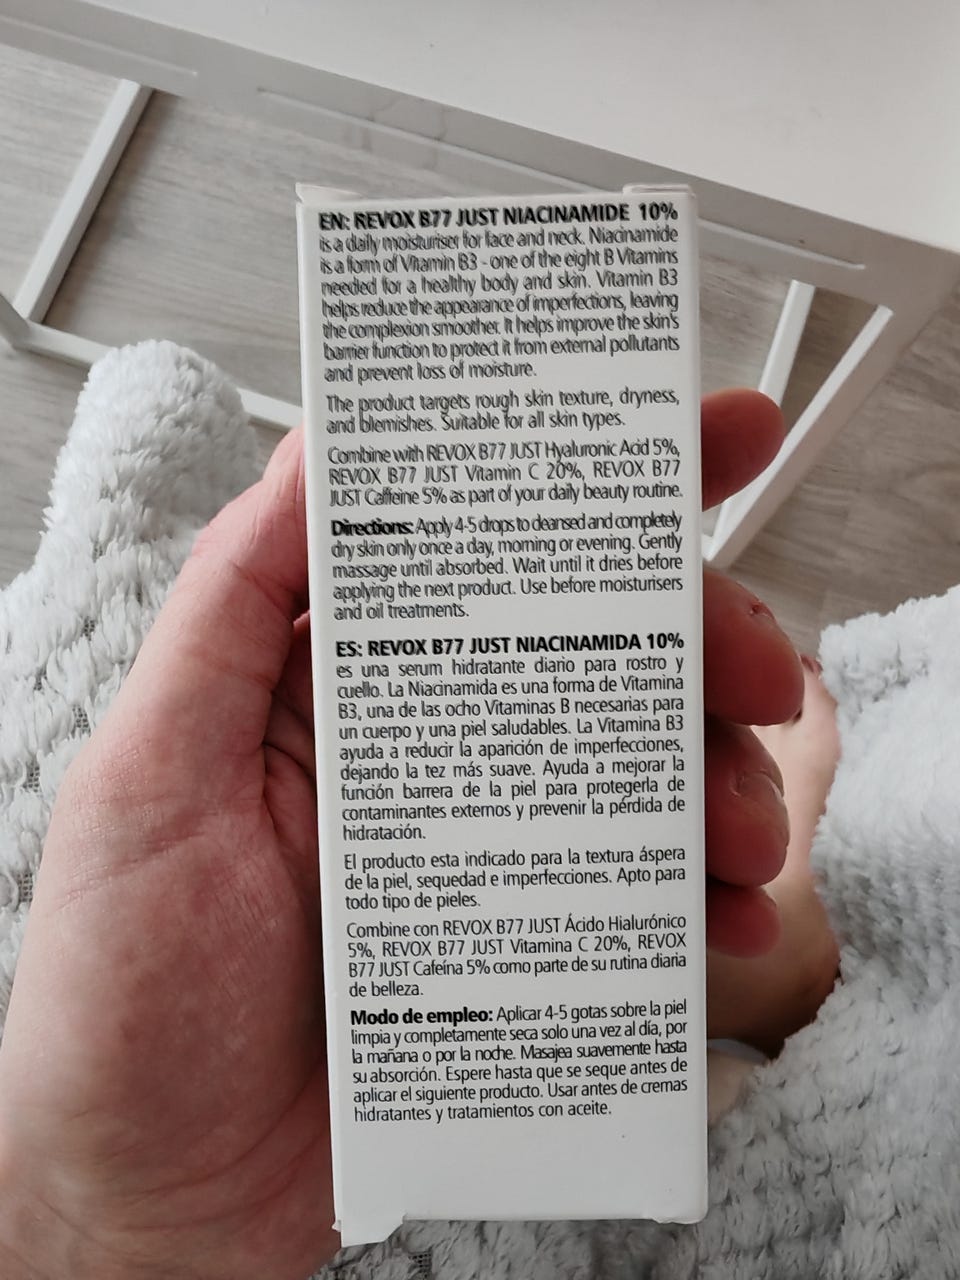 EN: REVOX B77 JUST NIACINAMIDE 10%
is a daily moisturiser for face and neck. Niacinamide
is a form of Vitamin B3 - one of the eight B Vitamins
needed for a healthy body and skin. Vitamin B3
helps reduce the appearance of imperfections, leaving
the complexion smoother. It helps improve the skin's
barrier function to protect it from external pollutants
and prevent loss of moisture.
The product targets rough skin texture, dryness,
and blemishes. Suitable for all skin types.
Combine with REVOX B77 JUST Hyaluronic Acid 5%,
REVOX B77 JUST Vitamin C 20%, REVOX B77
JUST Caffeine 5% as part of your daily beauty routine.
Directions: Apply 4-5 drops to cleansed and completely
dry skin only once a day, morning or evening. Gently
massage until absorbed. Wait until it dries before
applying the next product. Use before moisturisers
and oil treatments.
ES: REVOX B77 JUST NIACINAMIDA 10%
es una serum hidratante diario para rostro y
cuello. La Niacinamida es una forma de Vitamina
B3, una de las ocho Vitaminas B necesarias para
un cuerpo y una piel saludables. La Vitamina B3
ayuda a reducir la aparición de imperfecciones,
dejando la tez más suave. Ayuda a mejorar la
función barrera de la piel para protegerla de
contaminantes externos y prevenir la pérdida de
hidratación.
El producto esta indicado para la textura áspera
de la piel, sequedad e imperfecciones. Apto para
todo tipo de pieles.
Combine con REVOX B77 JUST Ácido Hialurónico
5%, REVOX B77 JUST Vitamina C 20%, REVOX
B77 JUST Cafeína 5% como parte de su rutina diaria
de belleza.
Modo de empleo: Aplicar 4-5 gotas sobre la piel
limpia y completamente seca solo una vez al día, por
la mañana o por la noche. Masajea suavemente hasta
su absorción. Espere hasta que se seque antes de
aplicar el siguiente producto. Usar antes de cremas
hidratantes y tratamientos con aceite.